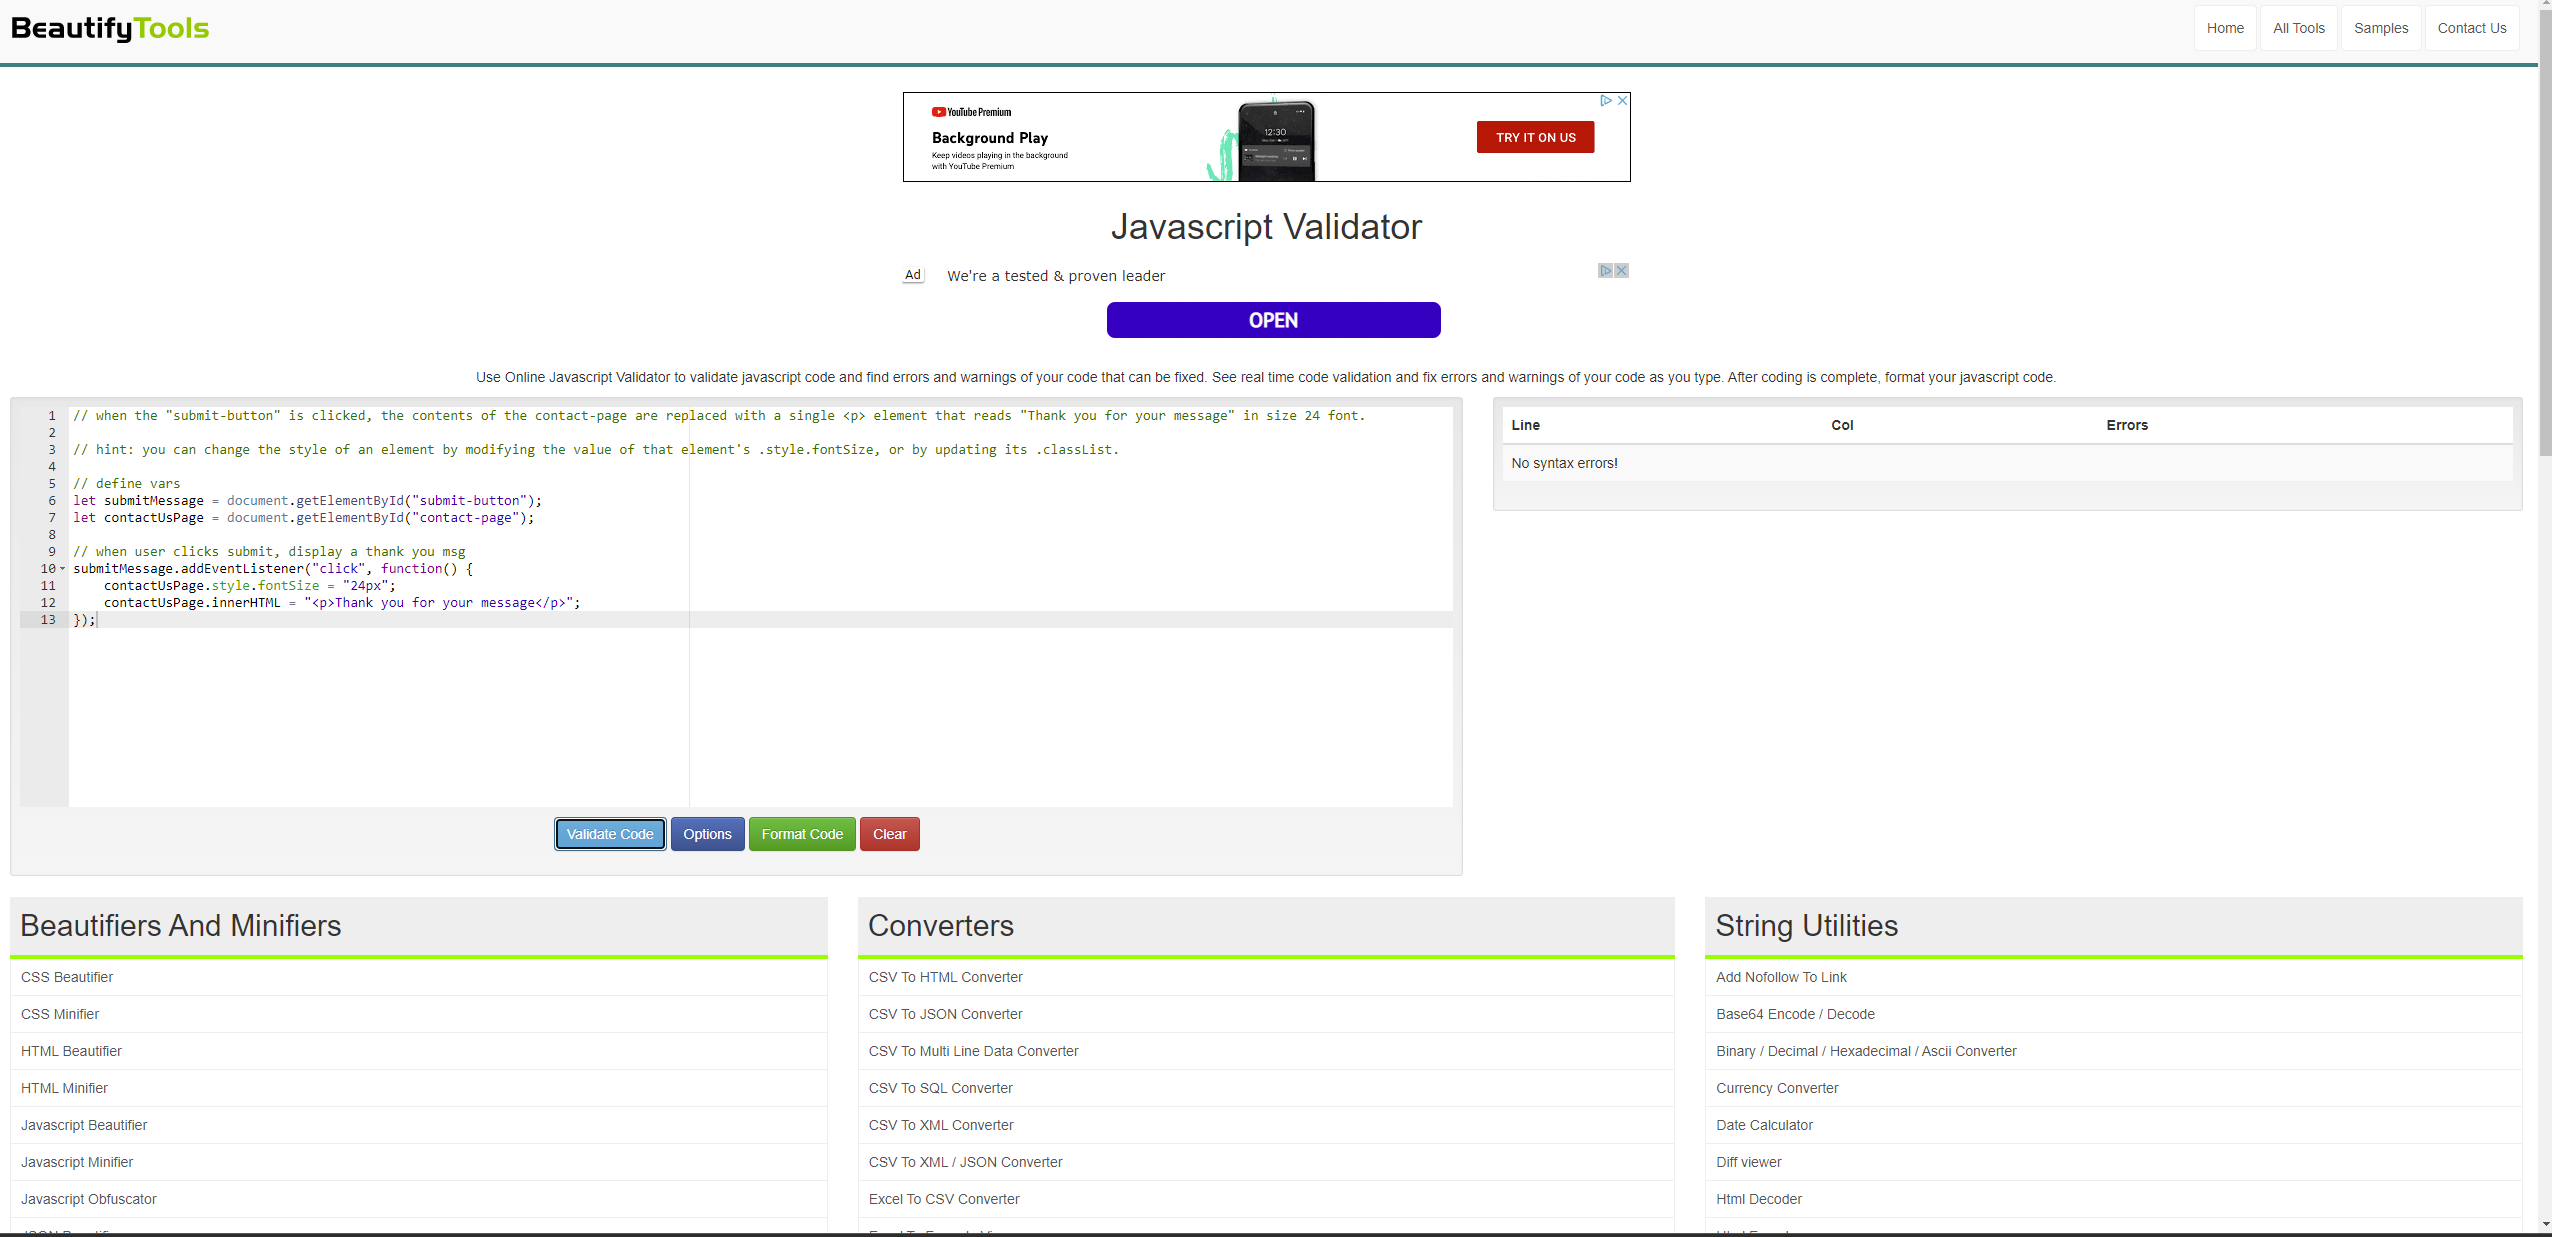 BeautifyTools
Home
All Tools
Samples
Contact Us
YouTube Premium
Background Play
Keep videos playing in the background
with YouTube Premium
12:30
TRY IT ON US
Javascript Validator
Ad
We're a tested & proven leader
OPEN
Use Online Javascript Validator to validate javascript code and find errors and warnings of your code that can be fixed. See real time code validation and fix errors and warnings of your code as you type. After coding is complete, format your javascript code.
1 // when the "submit-button" is clicked, the contents of the contact-page are replaced with a single <p> element that reads "Thank you for your message" in size 24 font.
2
3 // hint: you can change the style of an element by modifying the value of that element's .style.fontSize, or by updating its .classList.
4
5 // define vars
6 let submitMessage = document.getElementById("submit-button");
7 let contactUsPage = document.getElementById("contact-page");
8
9 // when user clicks submit, display a thank you msg
10 submitMessage.addEventListener("click", function() {
11 contactUsPage.style.fontSize = "24px";
12 contactUsPage.innerHTML = "<p>Thank you for your message</p>";
13 });
Line Col Errors
No syntax errors!
Validate Code
Options
Format Code
Clear
Beautifiers And Minifiers
CSS Beautifier
CSS Minifier
HTML Beautifier
HTML Minifier
Javascript Beautifier
Javascript Minifier
Javascript Obfuscator
Converters
CSV To HTML Converter
CSV To JSON Converter
CSV To Multi Line Data Converter
CSV To SQL Converter
CSV To XML Converter
CSV To XML / JSON Converter
Excel To CSV Converter
String Utilities
Add Nofollow To Link
Base64 Encode / Decode
Binary / Decimal / Hexadecimal / Ascii Converter
Currency Converter
Date Calculator
Diff viewer
Html Decoder